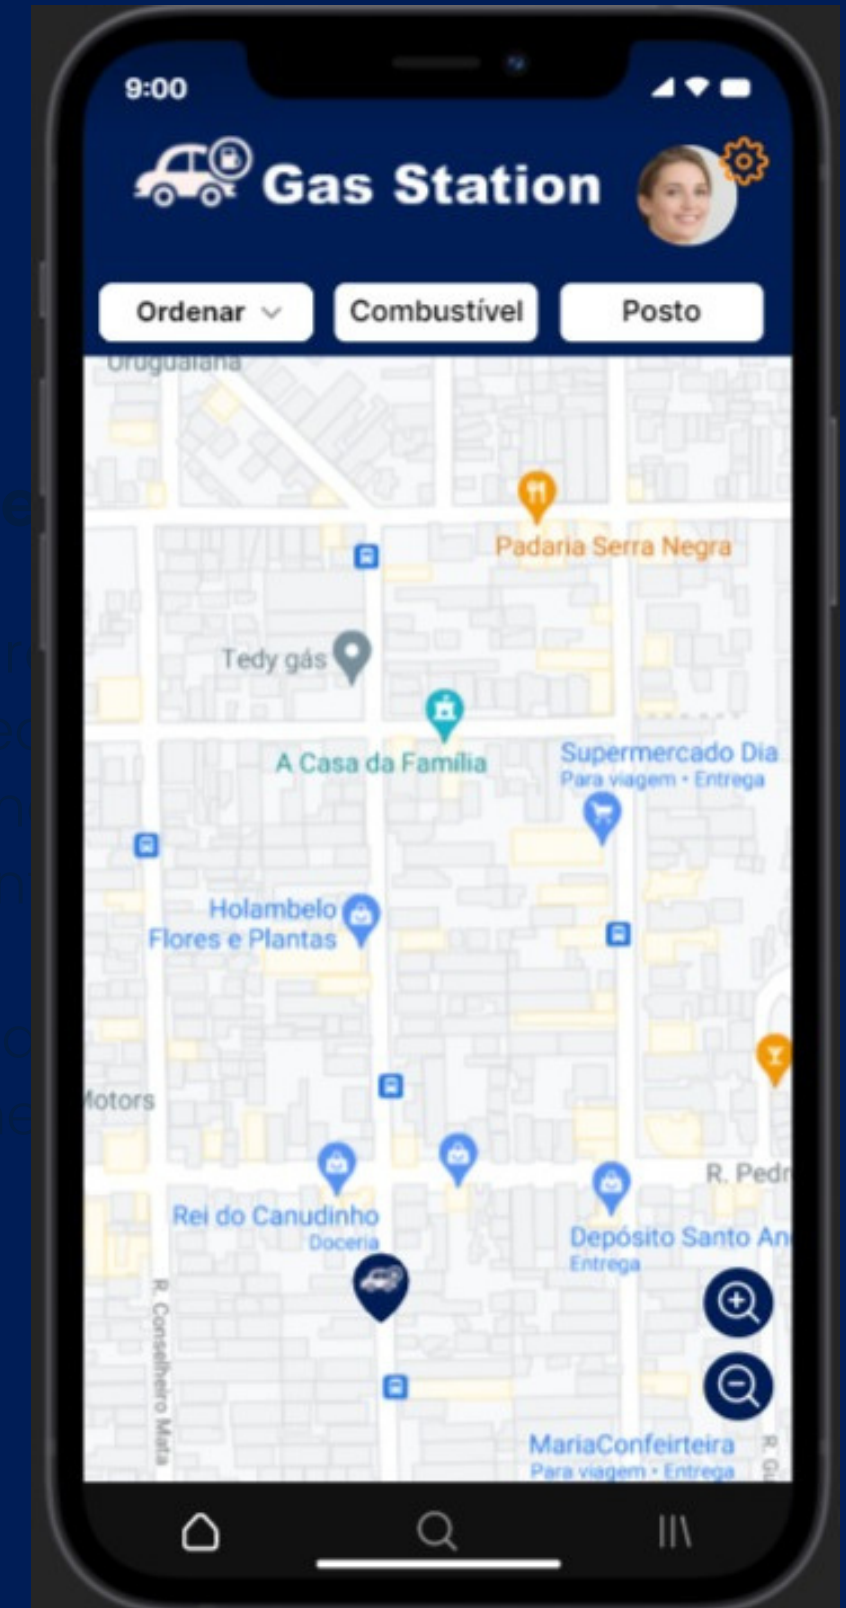 9:00
Gas Station
Ordenar
Combustível
Posto
Uruguaiana
Padaria Serra Negra
Tedy gás
A Casa da Família
Supermercado Dia
Para viagem • Entrega
Holambelo
Flores e Plantas
Motors
R. Pedr
Rei do Canudinho
Doceria
Depósito Santo An
Entrega
R. Conselheiro Mata
MariaConfeirteira
Para viagem • Entrega